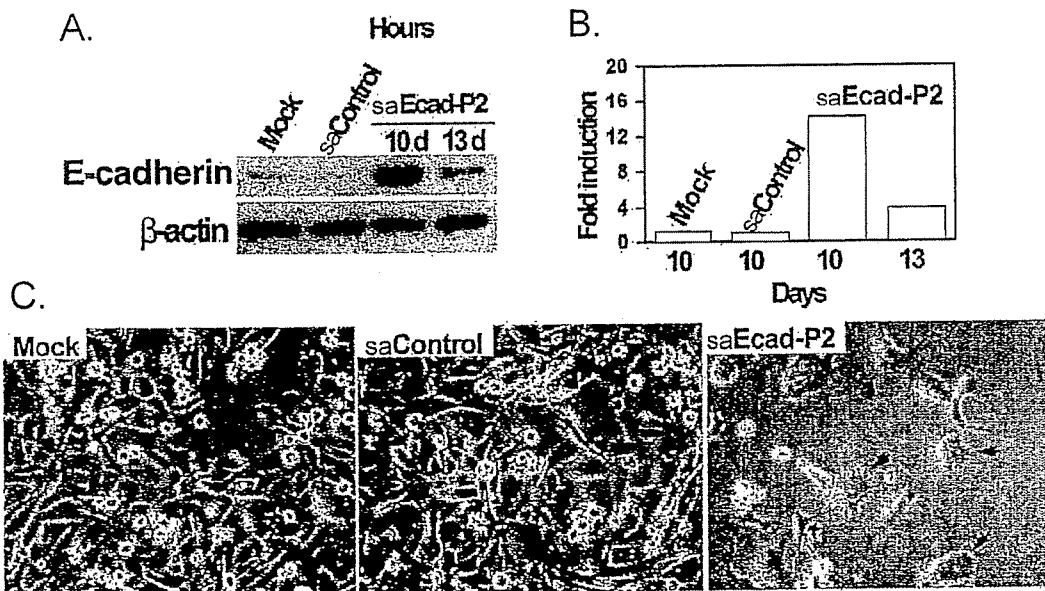 A.
Hours
Mock
saControl
saEcad-P2
10 d
13 d
E-cadherin
β-actin
B.
Fold induction
20
16
12
8
4
0
Mock
saControl
saEcad-P2
10
10
10
13
Days
C.
Mock
saControl
saEcad-P2